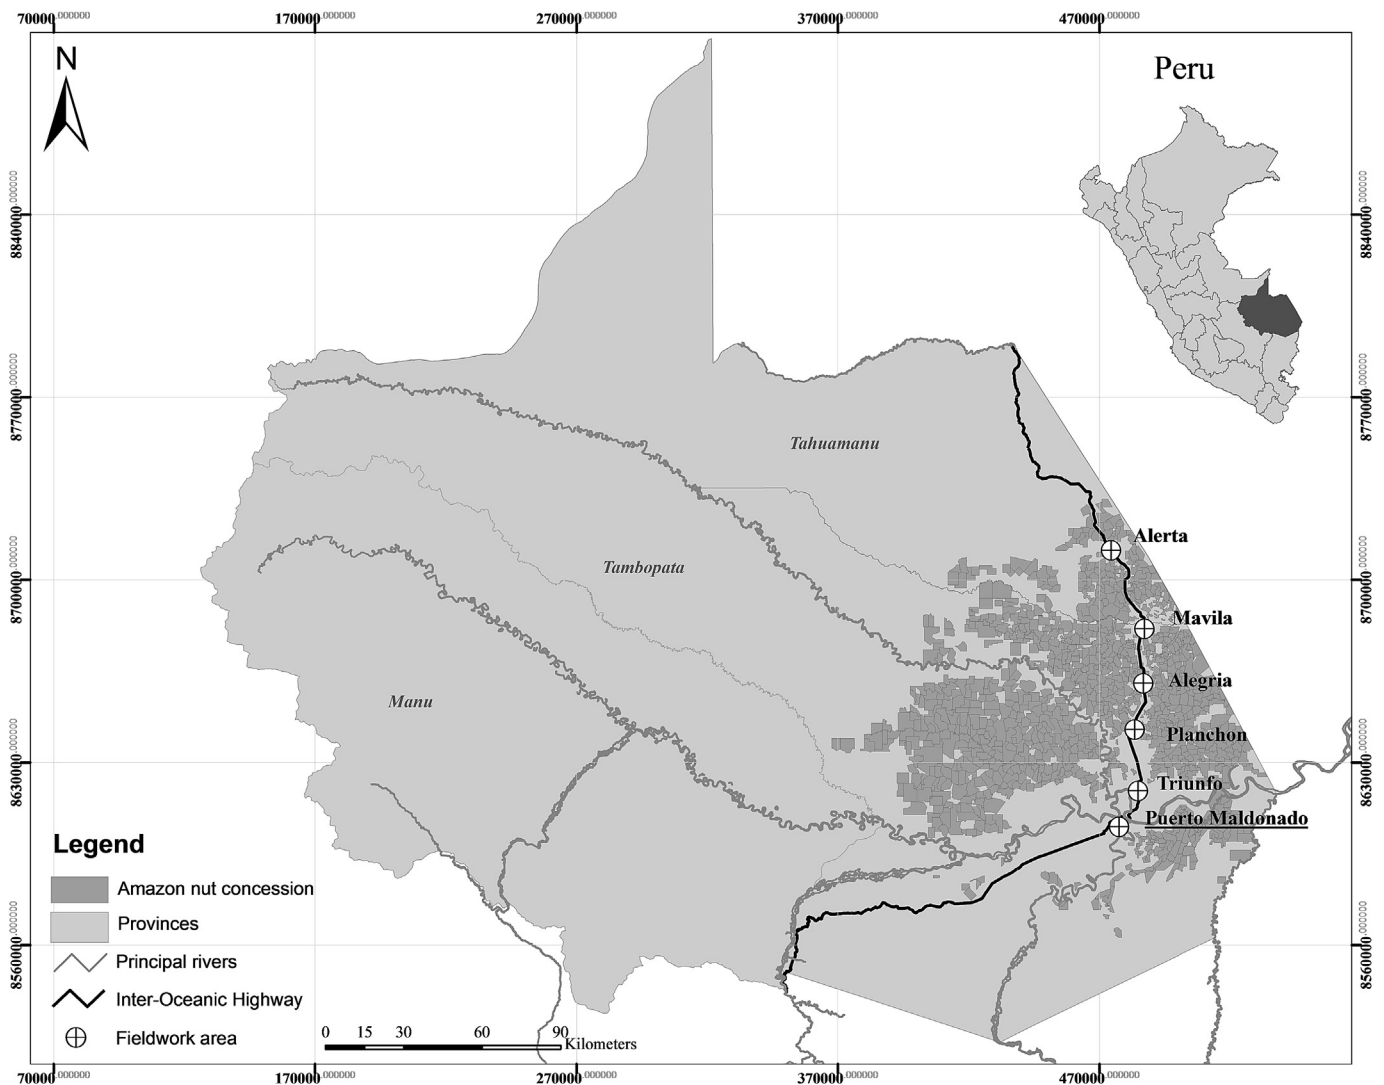 70000.000000 170000.000000 270000.000000 370000.000000 470000.000000
N
Peru
8840000.000000 8840000.000000
8770000.000000 8770000.000000
Tahuamanu
Alerta
Tambopata
8700000.000000 8700000.000000
Mavila
Alegria
Manu
Planchon
8630000.000000 8630000.000000
Triunfo
Puerto Maldonado
Legend
Amazon nut concession
Provinces
8560000.000000 8560000.000000
Principal rivers
Inter-Oceanic Highway
Fieldwork area
0 15 30 60 90
Kilometers
70000.000000 170000.000000 270000.000000 370000.000000 470000.000000